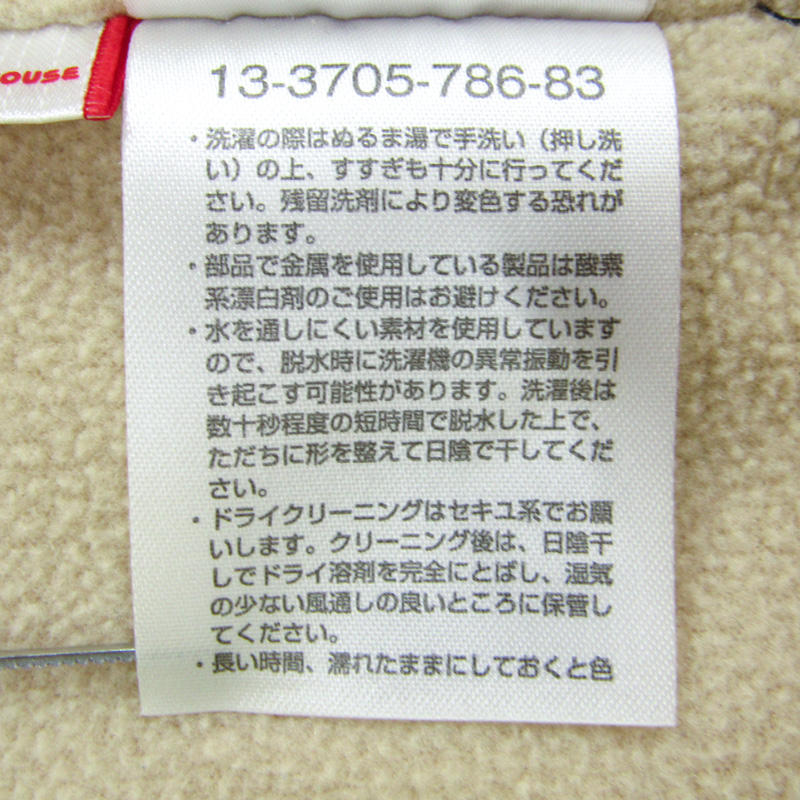 OUSE
13-3705-786-83
・洗濯の際はぬるま湯で手洗い（押し洗
い）の上、すすぎも十分に行ってくだ
さい。残留洗剤により変色する恐れが
あります。
・部品で金属を使用している製品は酸素
系漂白剤のご使用はお避けください。
・水を通しにくい素材を使用しています
ので、脱水時に洗濯機の異常振動を引
き起こす可能性があります。洗濯後は
数十秒程度の短時間で脱水した上で、
ただちに形を整えて日陰で干してくだ
さい。
・ドライクリーニングはセキユ系でお願
いします。クリーニング後は、日陰干
しでドライ溶剤を完全にとばし、湿気
の少ない風通しの良いところに保管し
てください。
・長い時間、濡れたままにしておくと色